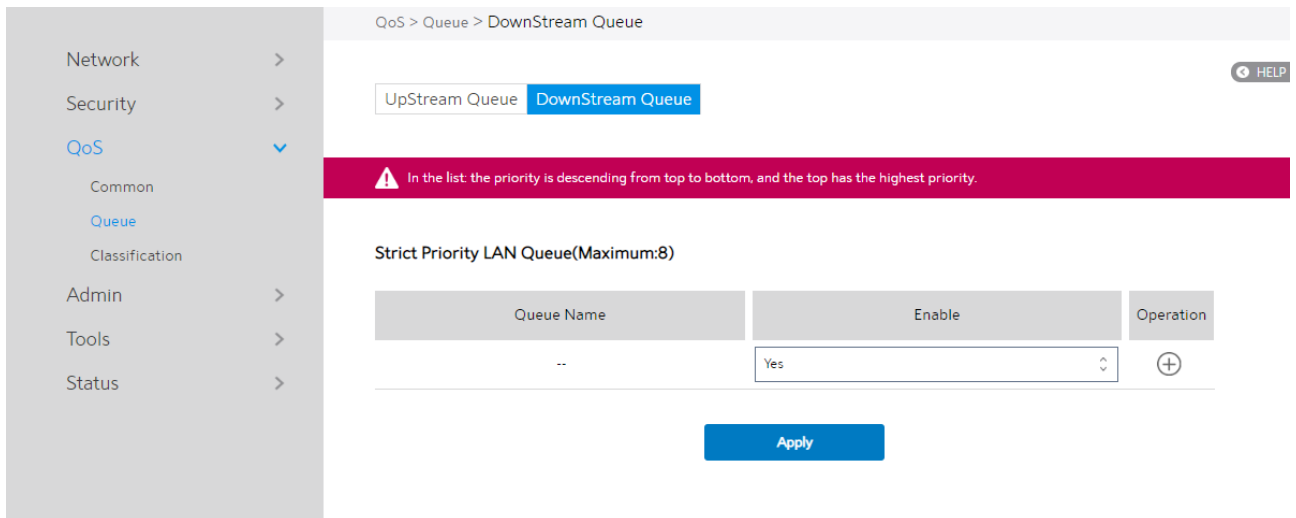 QoS > Queue > DownStream Queue
Network
Security
QoS
Common
Queue
Classification
Admin
Tools
Status
HELP
UpStream Queue DownStream Queue
In the list: the priority is descending from top to bottom, and the top has the highest priority.
Strict Priority LAN Queue(Maximum:8)
Queue Name Enable Operation
-- Yes
Apply